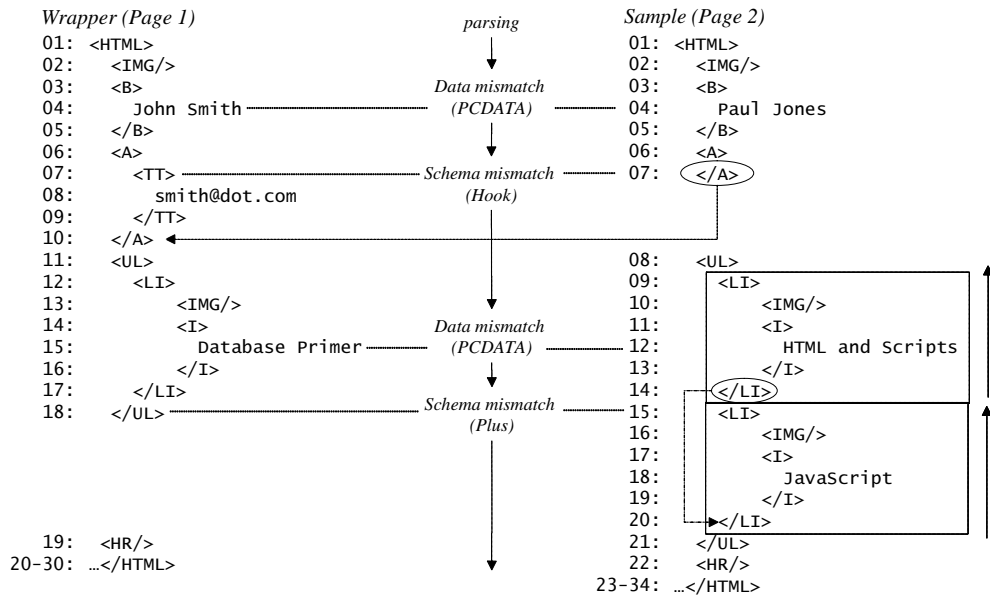 Wrapper (Page 1)
parsing
Sample (Page 2)
01: <HTML>
02: <IMG/>
03: <B>
04: John Smith
05: </B>
06: <A>
07: <TT>
08: smith@dot.com
09: </TT>
10: </A>
11: <UL>
12: <LI>
13: <IMG/>
14: <I>
15: Database Primer
16: </I>
17: </LI>
18: </UL>
19: <HR/>
20-30: …</HTML>
Data mismatch
(PCDATA)
Schema mismatch
(Hook)
Data mismatch
(PCDATA)
Schema mismatch
(Plus)
01: <HTML>
02: <IMG/>
03: <B>
04: Paul Jones
05: </B>
06: <A>
07: </A>
08: <UL>
09: <LI>
10: <IMG/>
11: <I>
12: HTML and Scripts
13: </I>
14: </LI>
15: <LI>
16: <IMG/>
17: <I>
18: JavaScript
19: </I>
20: </LI>
21: </UL>
22: <HR/>
23-34: …</HTML>